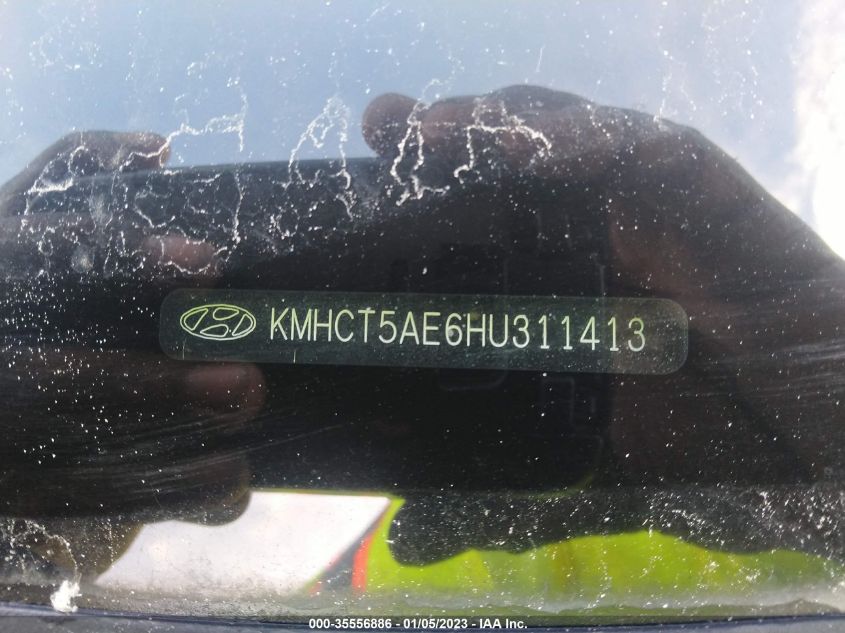 KMHCT5AE6HU311413
000-35556886 - 01/05/2023 - IAA Inc.